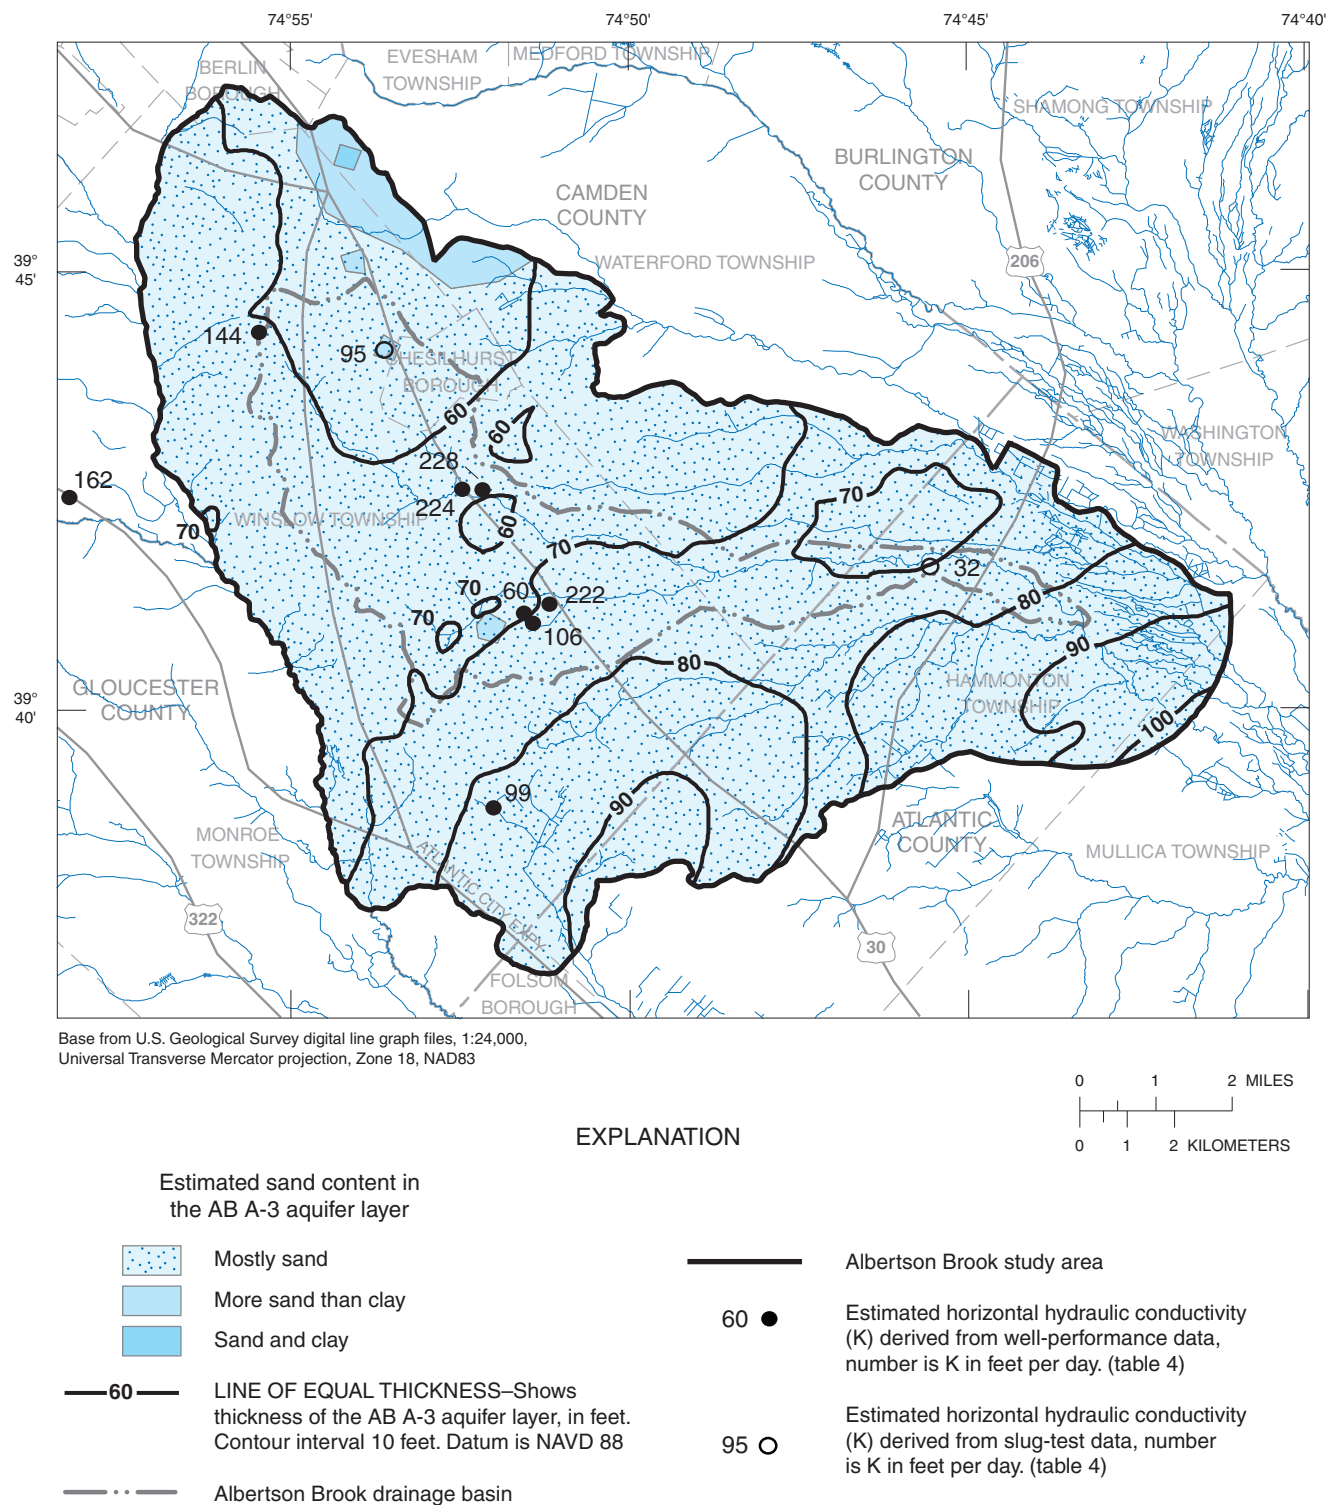 74°55'
74°50'
74°45'
74°40'
39°
45'
39°
40'
BERLIN
BOROUGH
EVESHAM
TOWNSHIP
MEDFORD TOWNSHIP
SHAMONG TOWNSHIP
BURLINGTON
COUNTY
CAMDEN
COUNTY
WATERFORD TOWNSHIP
206
144
95
CHESILHURST
BOROUGH
60
60
WASHINGTON
TOWNSHIP
162
228
224
70
WINSLOW TOWNSHIP
60
70
70
32
70
60
222
70
106
80
80
90
GLOUCESTER
COUNTY
HAMMONTON
TOWNSHIP
100
99
90
MONROE
TOWNSHIP
ATLANTIC
COUNTY
MULLICA TOWNSHIP
ATLANTIC CITY EXPY
322
30
FOLSOM
BOROUGH
Base from U.S. Geological Survey digital line graph files, 1:24,000,
Universal Transverse Mercator projection, Zone 18, NAD83
0 1 2 MILES
0 1 2 KILOMETERS
EXPLANATION
Estimated sand content in
the AB A-3 aquifer layer
Mostly sand
More sand than clay
Sand and clay
60
LINE OF EQUAL THICKNESS–Shows
thickness of the AB A-3 aquifer layer, in feet.
Contour interval 10 feet. Datum is NAVD 88
Albertson Brook drainage basin
Albertson Brook study area
60
Estimated horizontal hydraulic conductivity
(K) derived from well-performance data,
number is K in feet per day. (table 4)
95
Estimated horizontal hydraulic conductivity
(K) derived from slug-test data, number
is K in feet per day. (table 4)